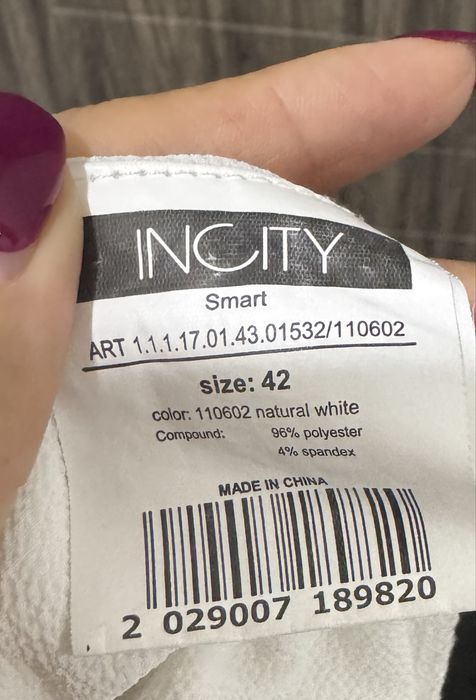 INCITY
Smart
ART 1.1.1.17.01.43.01532/110602
size: 42
color: 110602 natural white
Compound: 96% polyester
4% spandex
MADE IN CHINA
2 029007 189820